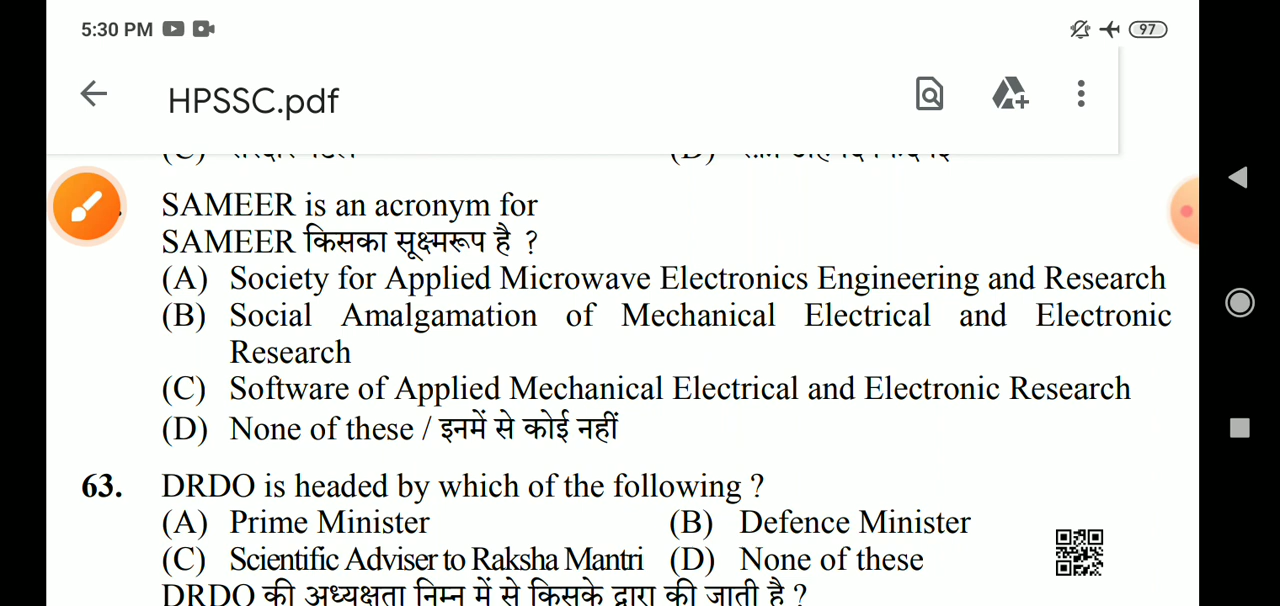 5:30 PM
97
HPSSC.pdf
SAMEER is an acronym for
SAMEER किसका सूक्ष्मरूप है ?
(A) Society for Applied Microwave Electronics Engineering and Research
(B) Social Amalgamation of Mechanical Electrical and Electronic
Research
(C) Software of Applied Mechanical Electrical and Electronic Research
(D) None of these / इनमें से कोई नहीं
63. DRDO is headed by which of the following ?
(A) Prime Minister (B) Defence Minister
(C) Scientific Adviser to Raksha Mantri (D) None of these
DRDO की अध्यक्षता निम्न में से किसके द्वारा की जाती है ?